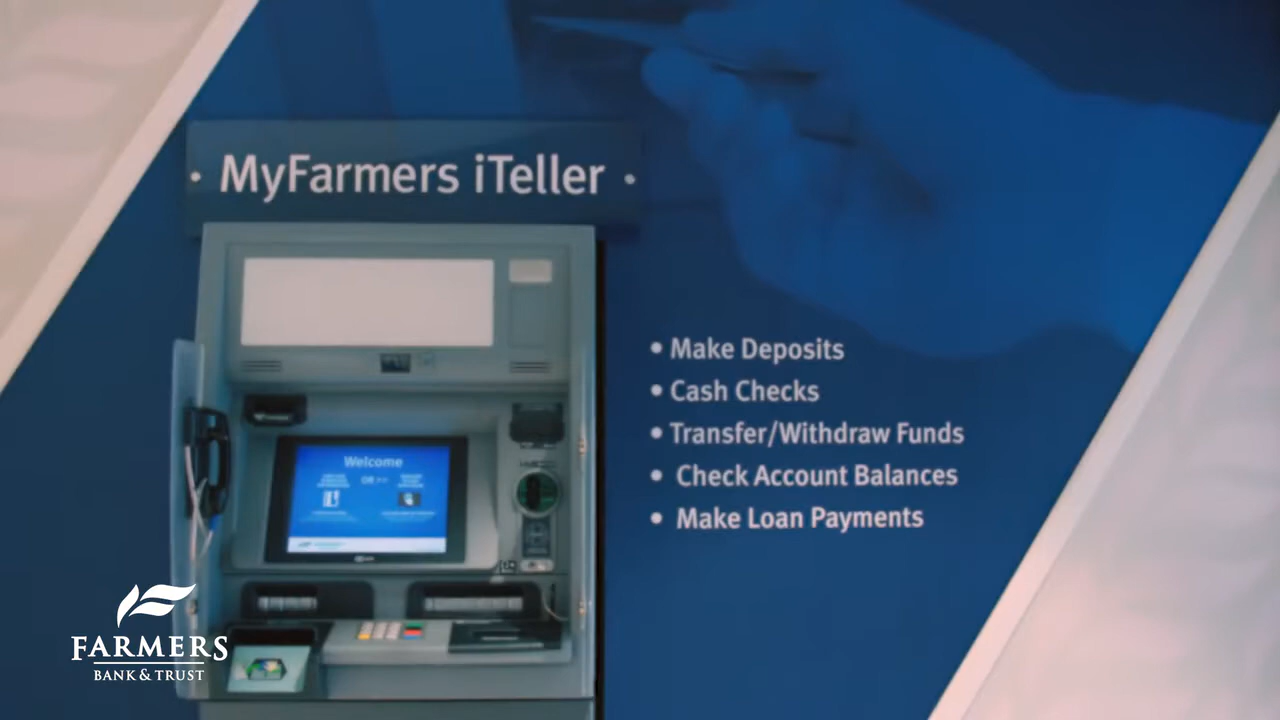 • MyFarmers iTeller •
• Make Deposits
• Cash Checks
• Transfer/Withdraw Funds
• Check Account Balances
• Make Loan Payments
Welcome
OR
FARMERS
BANK & TRUST